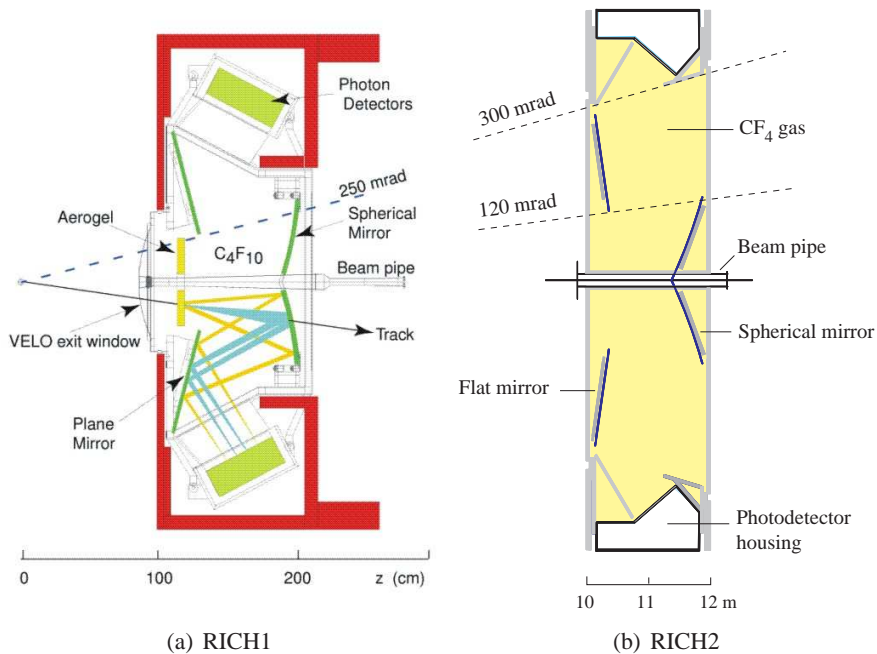 Photon
Detectors
250 mrad
Aerogel
Spherical
Mirror
C4F10
Beam pipe
VELO exit window
Track
Plane
Mirror
0 100 200 z (cm)
(a) RICH1
300 mrad
CF4 gas
120 mrad
Beam pipe
Spherical mirror
Flat mirror
Photodetector
housing
10 11 12 m
(b) RICH2